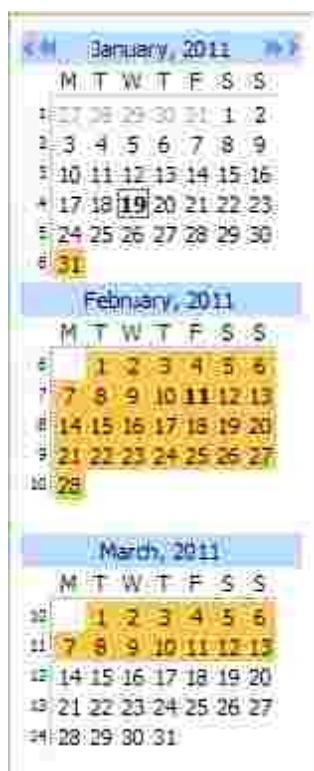 January, 2011
M T W T F S S
1 27 28 29 30 31 1 2
2 3 4 5 6 7 8 9
3 10 11 12 13 14 15 16
4 17 18 19 20 21 22 23
5 24 25 26 27 28 29 30
6 31
February, 2011
M T W T F S S
6 1 2 3 4 5 6
7 7 8 9 10 11 12 13
8 14 15 16 17 18 19 20
9 21 22 23 24 25 26 27
10 28
March, 2011
M T W T F S S
10 1 2 3 4 5 6
11 7 8 9 10 11 12 13
12 14 15 16 17 18 19 20
13 21 22 23 24 25 26 27
14 28 29 30 31